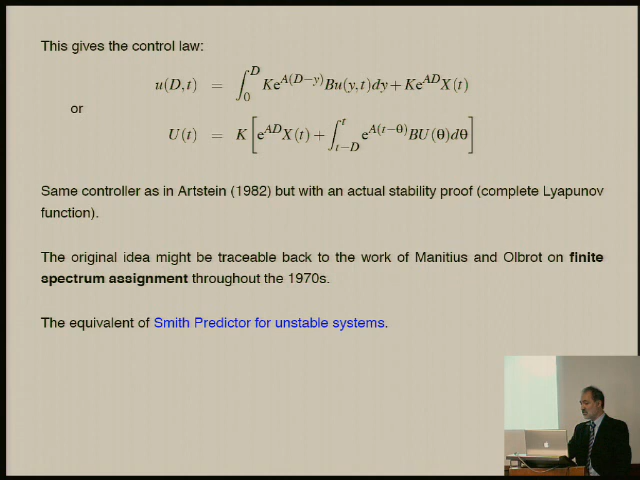 This gives the control law:
u(D,t) = ∫_0^D Ke^{A(D−y)}Bu(y,t)dy + Ke^{AD}X(t)
or
U(t) = K[e^{AD}X(t) + ∫_{t−D}^t e^{A(t−θ)}BU(θ)dθ]
Same controller as in Artstein (1982) but with an actual stability proof (complete Lyapunov
function).
The original idea might be traceable back to the work of Manitius and Olbrot on finite
spectrum assignment throughout the 1970s.
The equivalent of Smith Predictor for unstable systems.